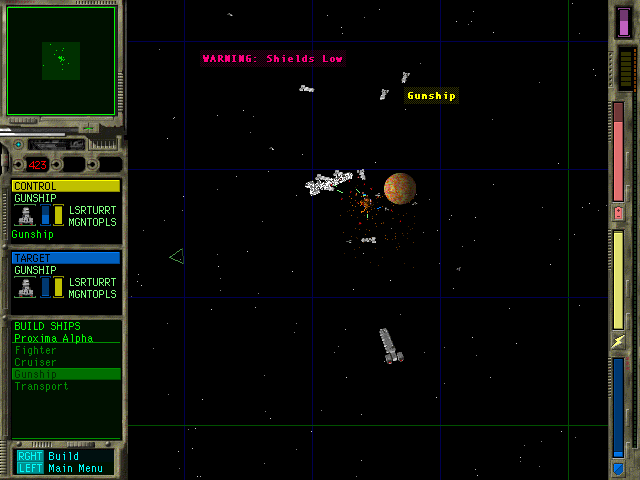 WARNING: Shields Low
Gunship
423
CONTROL
GUNSHIP
LSRTURRT
MGNTOPLS
Gunship
TARGET
GUNSHIP
LSRTURRT
MGNTOPLS
BUILD SHIPS
Proxima Alpha
Fighter
Cruiser
Gunship
Transport
RGHT Build
LEFT Main Menu